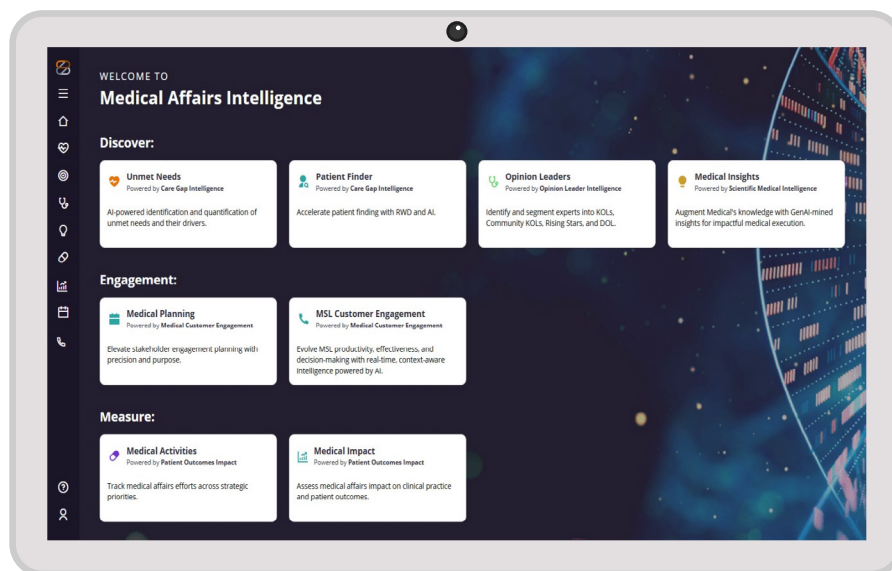 WELCOME TO
Medical Affairs Intelligence
Discover:
Unmet Needs
Powered by Care Gap Intelligence
AI-powered identification and quantification of
unmet needs and their drivers.
Patient Finder
Powered by Care Gap Intelligence
Accelerate patient finding with RWD and AI.
Opinion Leaders
Powered by Opinion Leader Intelligence
Identify and segment experts into KOLs,
Community KOLs, Rising Stars, and DOL.
Medical Insights
Powered by Scientific Medical Intelligence
Augment Medical's knowledge with GenAI-mined
insights for impactful medical execution.
Engagement:
Medical Planning
Powered by Medical Customer Engagement
Elevate stakeholder engagement planning with
precision and purpose.
MSL Customer Engagement
Powered by Medical Customer Engagement
Evolve MSL productivity, effectiveness, and
decision-making with real-time, context-aware
intelligence powered by AI.
Measure:
Medical Activities
Powered by Patient Outcomes Impact
Track medical affairs efforts across strategic
priorities.
Medical Impact
Powered by Patient Outcomes Impact
Assess medical affairs impact on clinical practice
and patient outcomes.